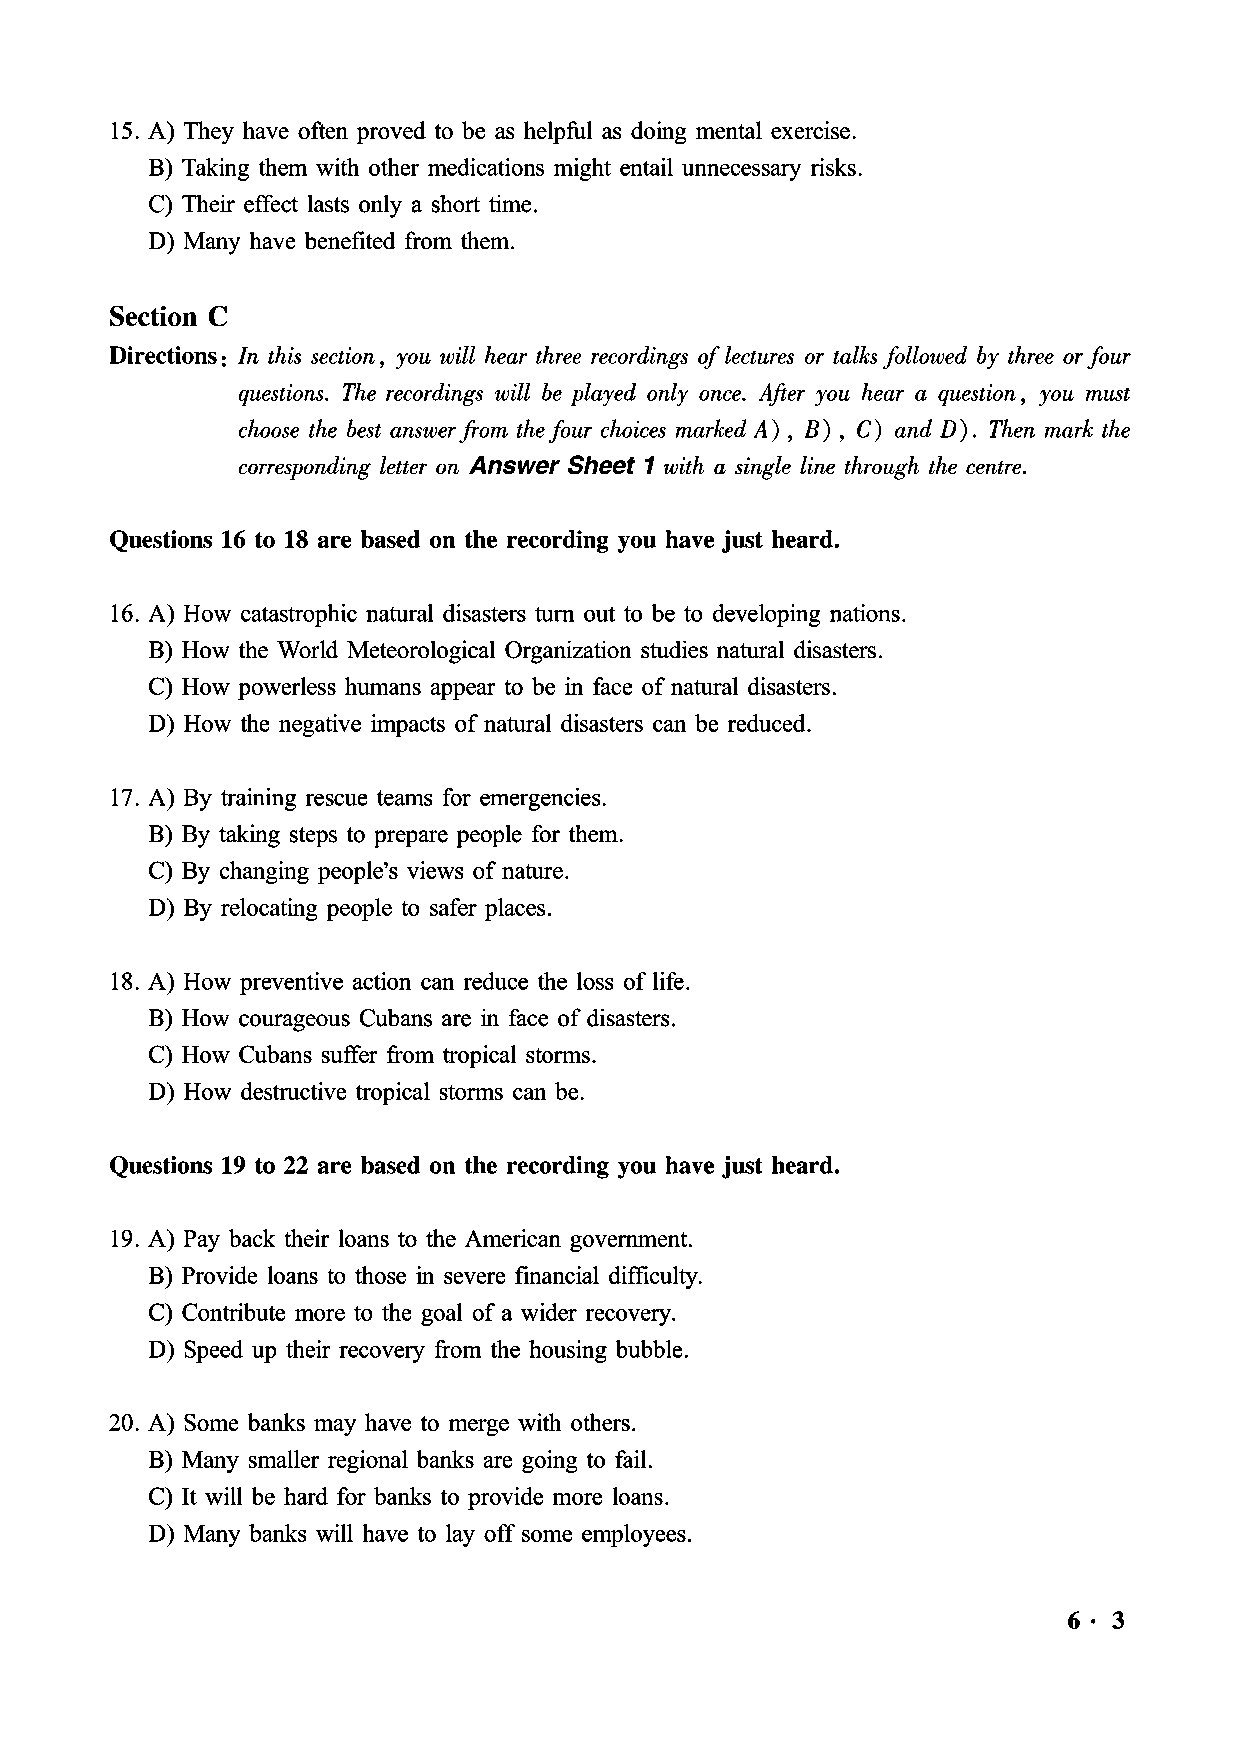 15. A) They have often proved to be as helpful as doing mental exercise.
B) Taking them with other medications might entail unnecessary risks.
C) Their effect lasts only a short time.
D) Many have benefited from them.
Section C
Directions: In this section, you will hear three recordings of lectures or talks followed by three or four
questions. The recordings will be played only once. After you hear a question, you must
choose the best answer from the four choices marked A), B), C) and D). Then mark the
corresponding letter on Answer Sheet 1 with a single line through the centre.
Questions 16 to 18 are based on the recording you have just heard.
16. A) How catastrophic natural disasters turn out to be to developing nations.
B) How the World Meteorological Organization studies natural disasters.
C) How powerless humans appear to be in face of natural disasters.
D) How the negative impacts of natural disasters can be reduced.
17. A) By training rescue teams for emergencies.
B) By taking steps to prepare people for them.
C) By changing people's views of nature.
D) By relocating people to safer places.
18. A) How preventive action can reduce the loss of life.
B) How courageous Cubans are in face of disasters.
C) How Cubans suffer from tropical storms.
D) How destructive tropical storms can be.
Questions 19 to 22 are based on the recording you have just heard.
19. A) Pay back their loans to the American government.
B) Provide loans to those in severe financial difficulty.
C) Contribute more to the goal of a wider recovery.
D) Speed up their recovery from the housing bubble.
20. A) Some banks may have to merge with others.
B) Many smaller regional banks are going to fail.
C) It will be hard for banks to provide more loans.
D) Many banks will have to lay off some employees.
6 · 3